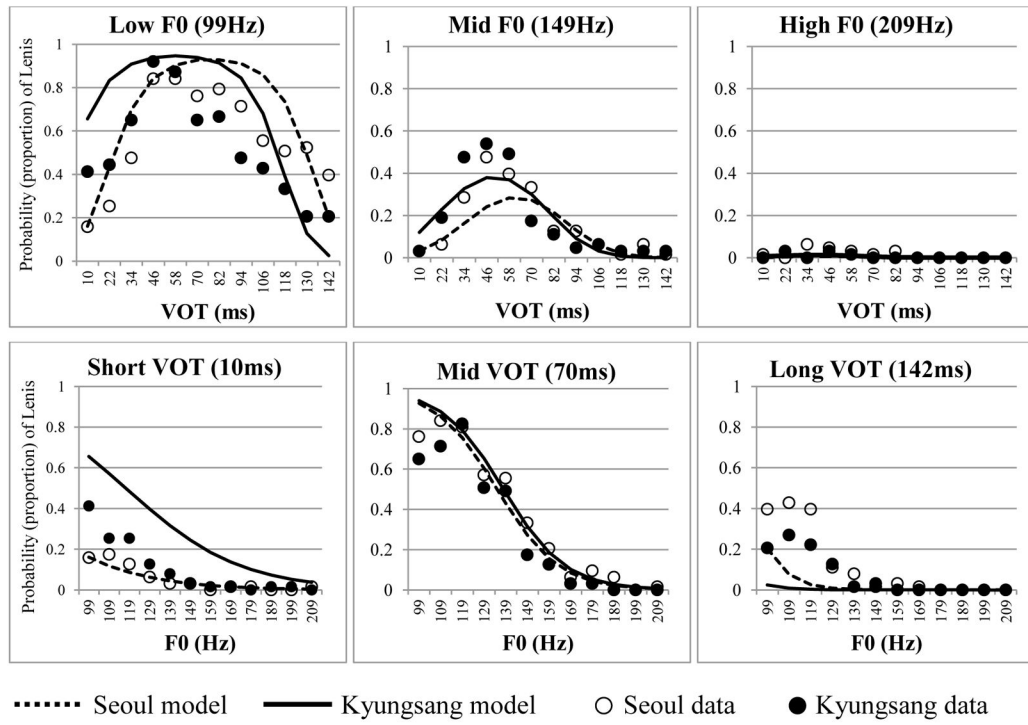 Low F0 (99Hz)
Mid F0 (149Hz)
High F0 (209Hz)
Probability (proportion) of Lenis
1
0.8
0.6
0.4
0.2
0
10 22 34 46 58 70 82 94 106 118 130 142
VOT (ms)
1
0.8
0.6
0.4
0.2
0
10 22 34 46 58 70 82 94 106 118 130 142
VOT (ms)
1
0.8
0.6
0.4
0.2
0
10 22 34 46 58 70 82 94 106 118 130 142
VOT (ms)
Short VOT (10ms)
Mid VOT (70ms)
Long VOT (142ms)
Probability (proportion) of Lenis
1
0.8
0.6
0.4
0.2
0
99 109 119 129 139 149 159 169 179 189 199 209
F0 (Hz)
1
0.8
0.6
0.4
0.2
0
99 109 119 129 139 149 159 169 179 189 199 209
F0 (Hz)
1
0.8
0.6
0.4
0.2
0
99 109 119 129 139 149 159 169 179 189 199 209
F0 (Hz)
Seoul model Kyungsang model Seoul data Kyungsang data